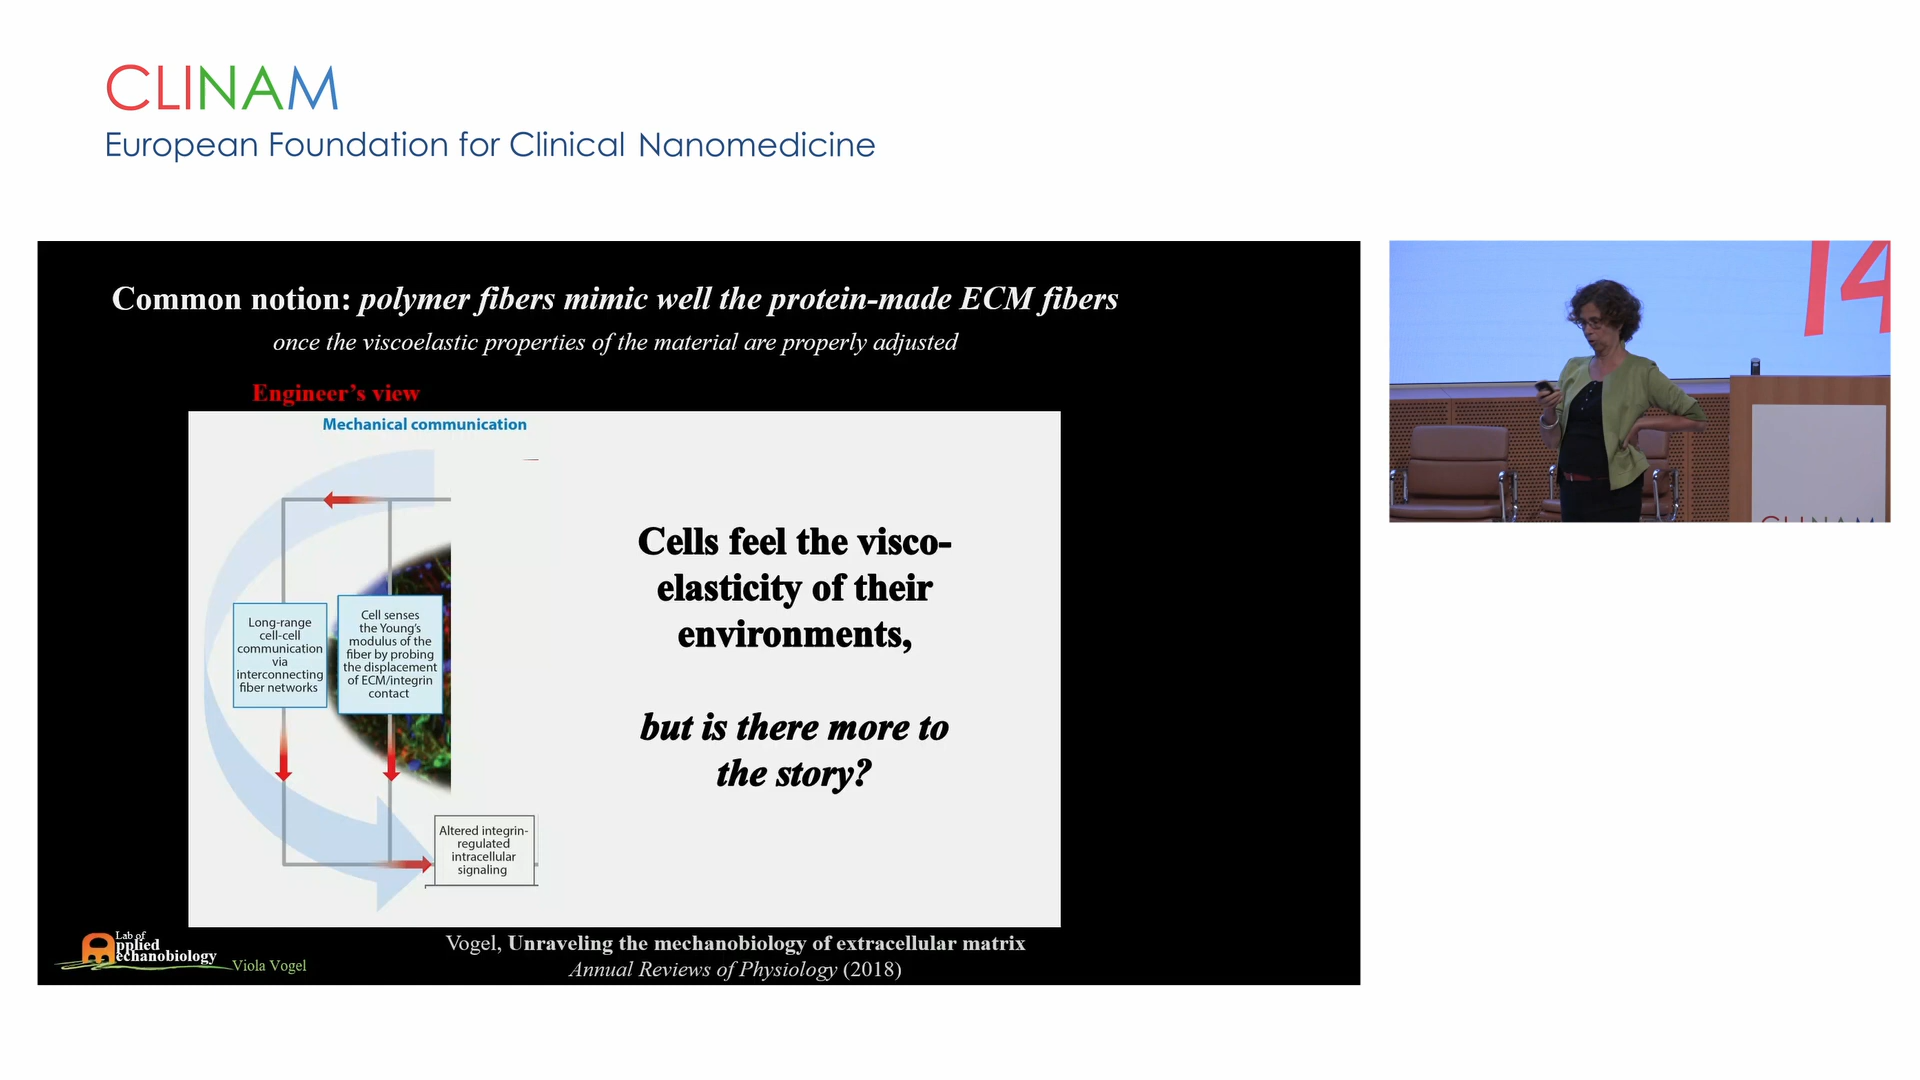 CLINAM
European Foundation for Clinical Nanomedicine
Common notion: polymer fibers mimic well the protein-made ECM fibers
once the viscoelastic properties of the material are properly adjusted
Engineer's view
Mechanical communication
Long-range
cell-cell
communication
via
interconnecting
fiber networks
Cell senses
the Young's
modulus of the
fiber by probing
the displacement
of ECM/integrin
contact
Altered integrin-
regulated
intracellular
signaling
Cells feel the visco-
elasticity of their
environments,
but is there more to
the story?
Lab of
pplied
echanobiology
Viola Vogel
Vogel, Unraveling the mechanobiology of extracellular matrix
Annual Reviews of Physiology (2018)
14
CLINAM